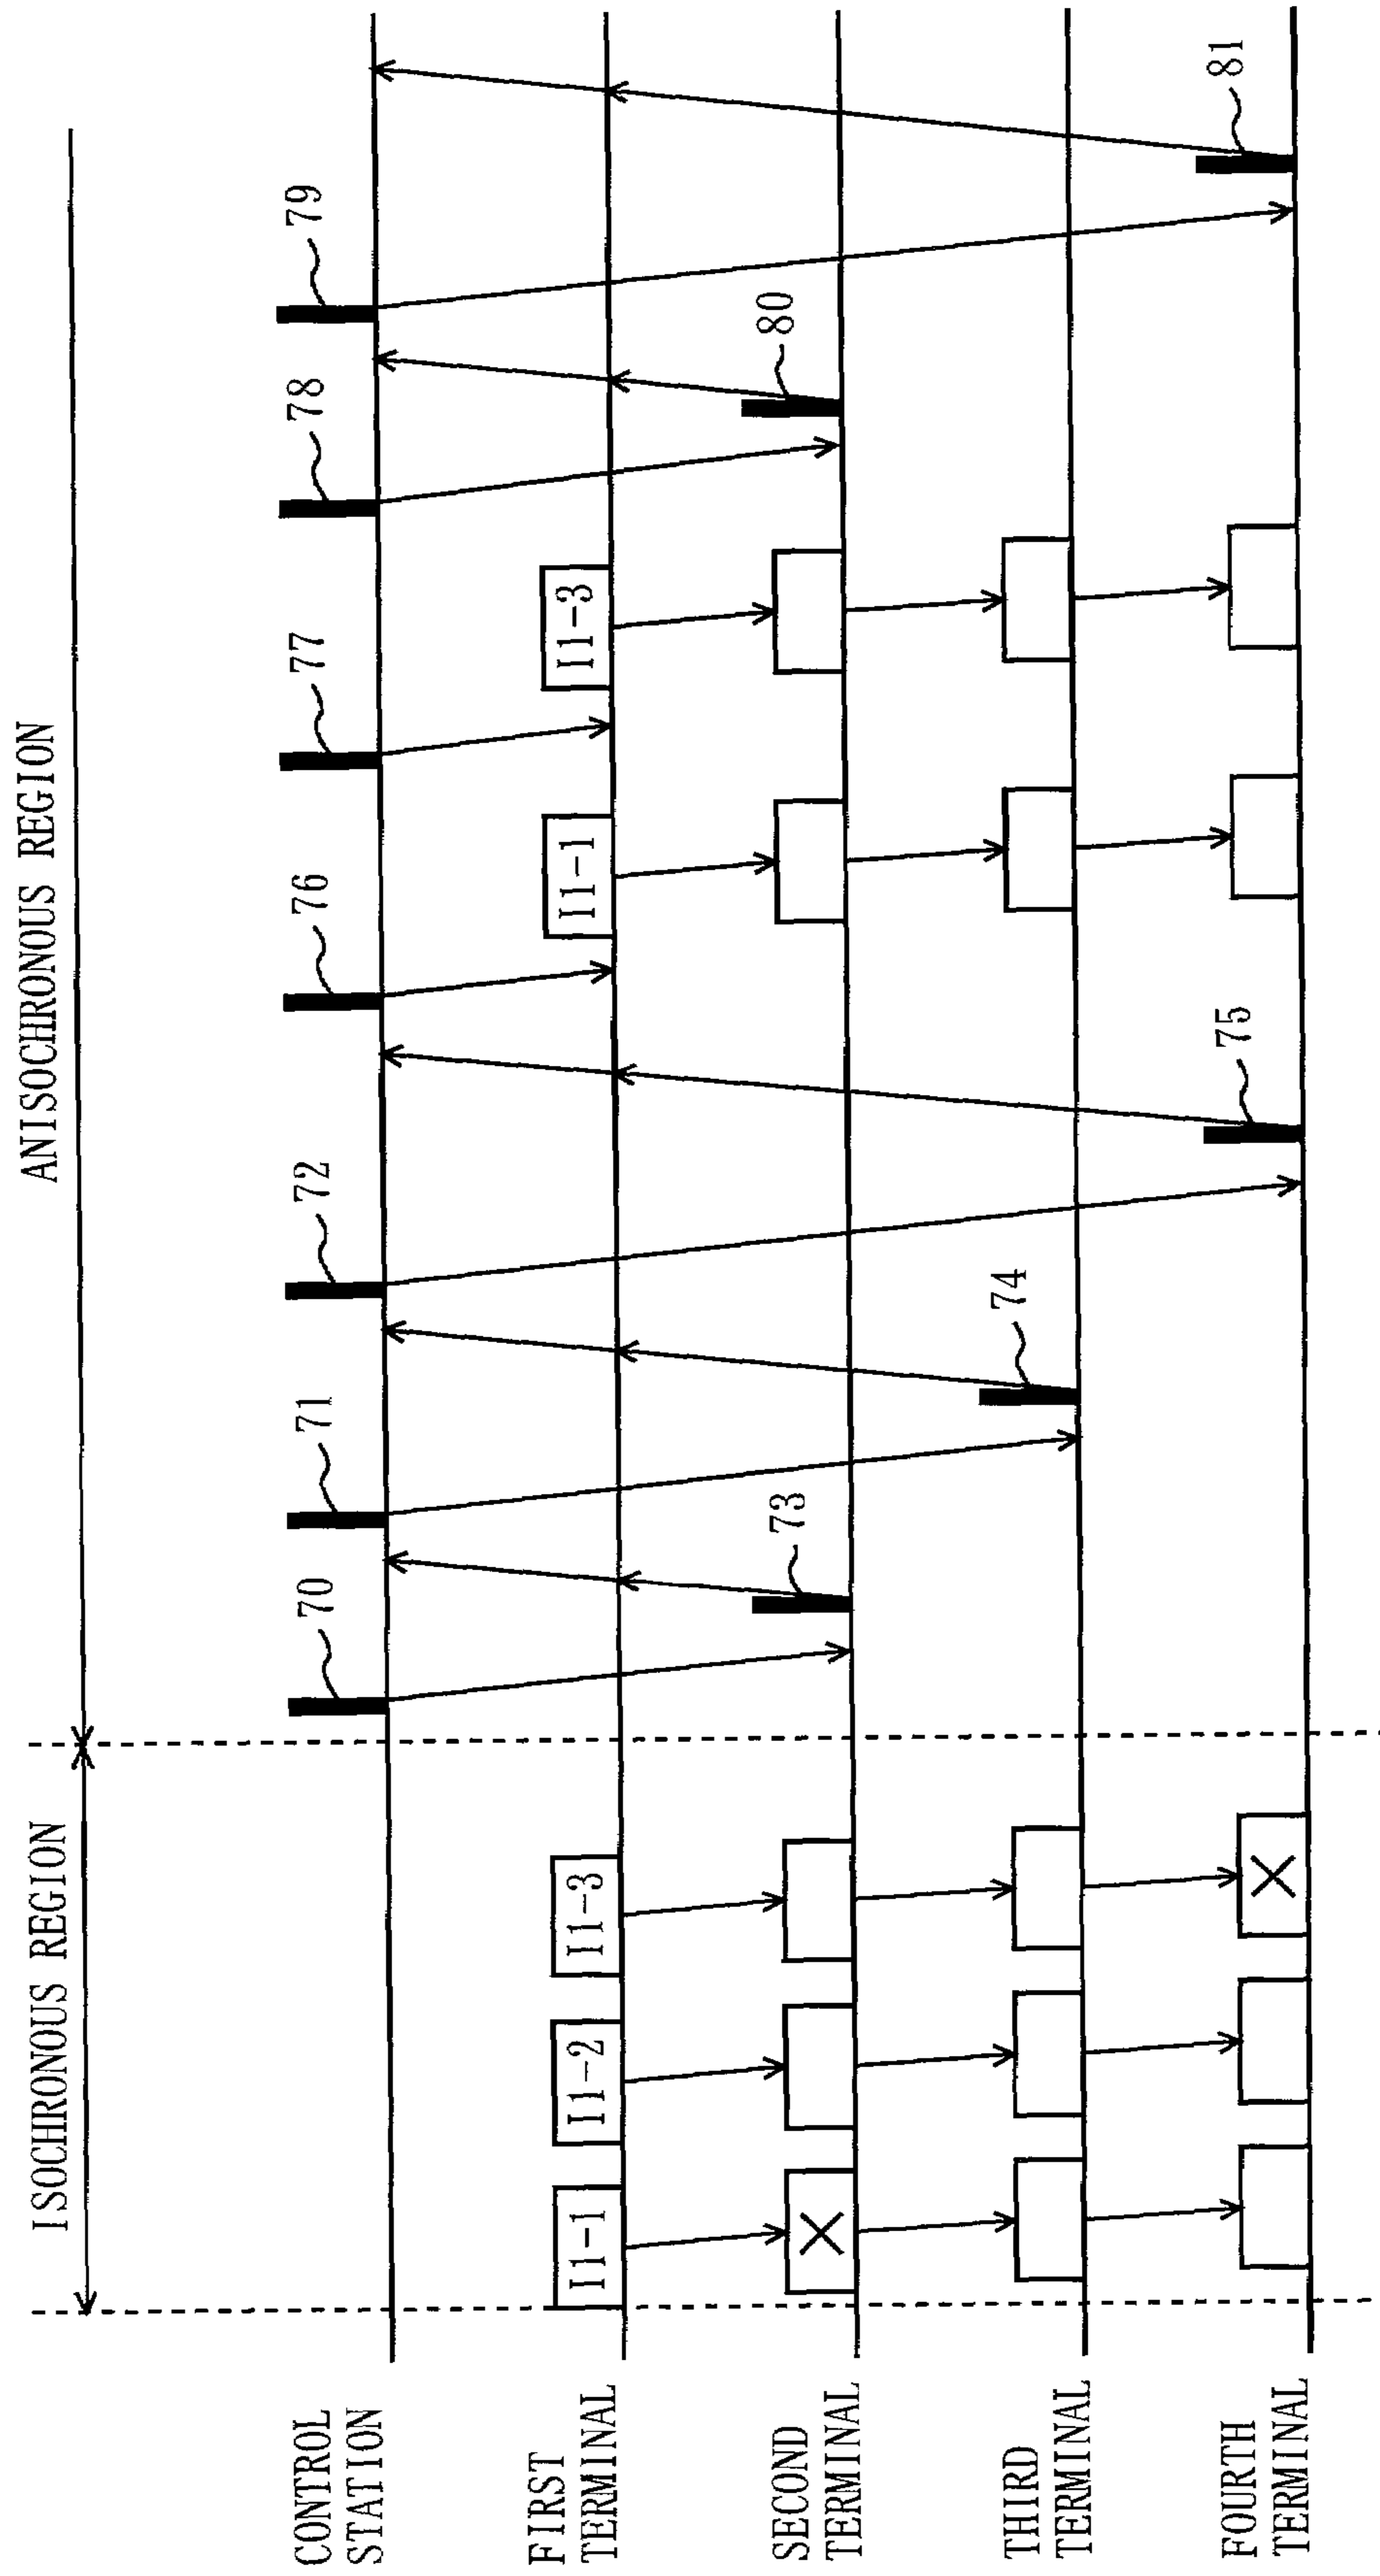 ISOCHRONOUS REGION
ANISOCHRONOUS REGION
CONTROL
STATION
70
71
72
76
77
78
79
FIRST
TERMINAL
I1-1
I1-2
I1-3
I1-1
I1-3
SECOND
TERMINAL
73
80
THIRD
TERMINAL
74
FOURTH
TERMINAL
75
81